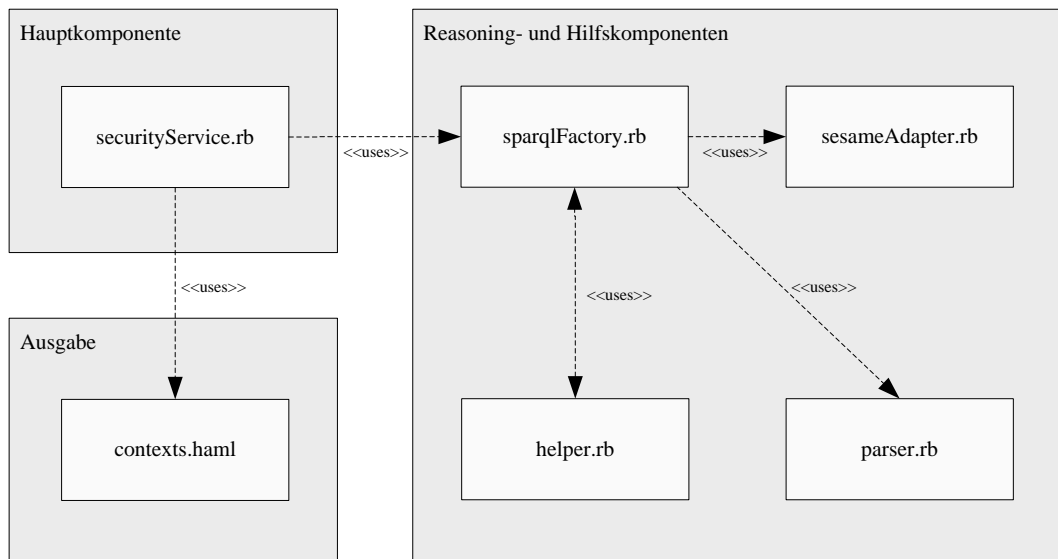 Hauptkomponente
securityService.rb
<<uses>>
<<uses>>
Ausgabe
contexts.haml
Reasoning- und Hilfskomponenten
sparqlFactory.rb
<<uses>>
sesameAdapter.rb
<<uses>>
<<uses>>
helper.rb
parser.rb